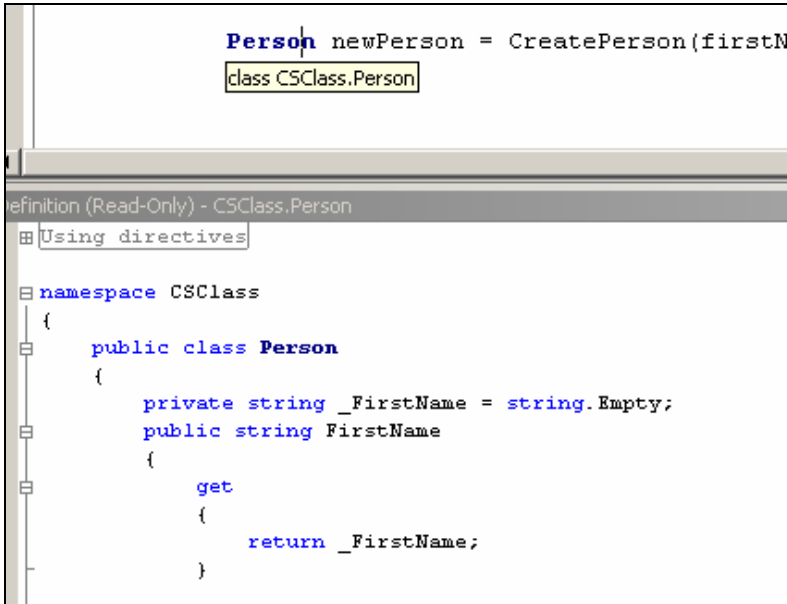 Person newPerson = CreatePerson(firstN
class CSClass.Person
efinition (Read-Only) - CSClass.Person
Using directives
namespace CSClass
{
public class Person
{
private string _FirstName = string.Empty;
public string FirstName
{
get
{
return _FirstName;
}